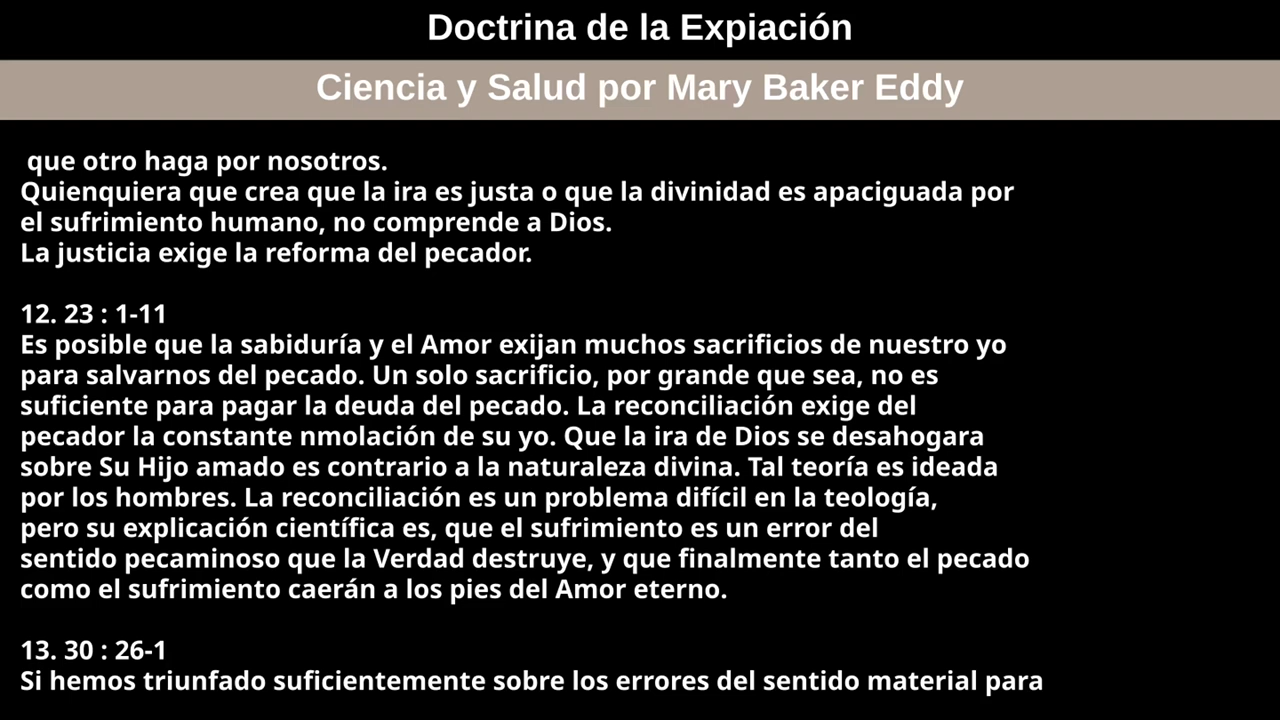 Doctrina de la Expiación
Ciencia y Salud por Mary Baker Eddy
que otro haga por nosotros.
Quienquiera que crea que la ira es justa o que la divinidad es apaciguada por
el sufrimiento humano, no comprende a Dios.
La justicia exige la reforma del pecador.
12. 23 : 1-11
Es posible que la sabiduría y el Amor exijan muchos sacrificios de nuestro yo
para salvarnos del pecado. Un solo sacrificio, por grande que sea, no es
suficiente para pagar la deuda del pecado. La reconciliación exige del
pecador la constante nmolación de su yo. Que la ira de Dios se desahogara
sobre Su Hijo amado es contrario a la naturaleza divina. Tal teoría es ideada
por los hombres. La reconciliación es un problema difícil en la teología,
pero su explicación científica es, que el sufrimiento es un error del
sentido pecaminoso que la Verdad destruye, y que finalmente tanto el pecado
como el sufrimiento caerán a los pies del Amor eterno.
13. 30 : 26-1
Si hemos triunfado suficientemente sobre los errores del sentido material para